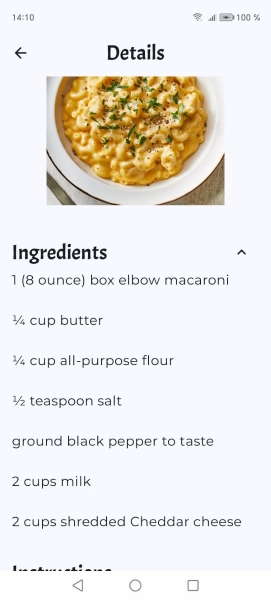 14:10
100 %
Details
Ingredients
1 (8 ounce) box elbow macaroni
¼ cup butter
¼ cup all-purpose flour
½ teaspoon salt
ground black pepper to taste
2 cups milk
2 cups shredded Cheddar cheese
Instructions